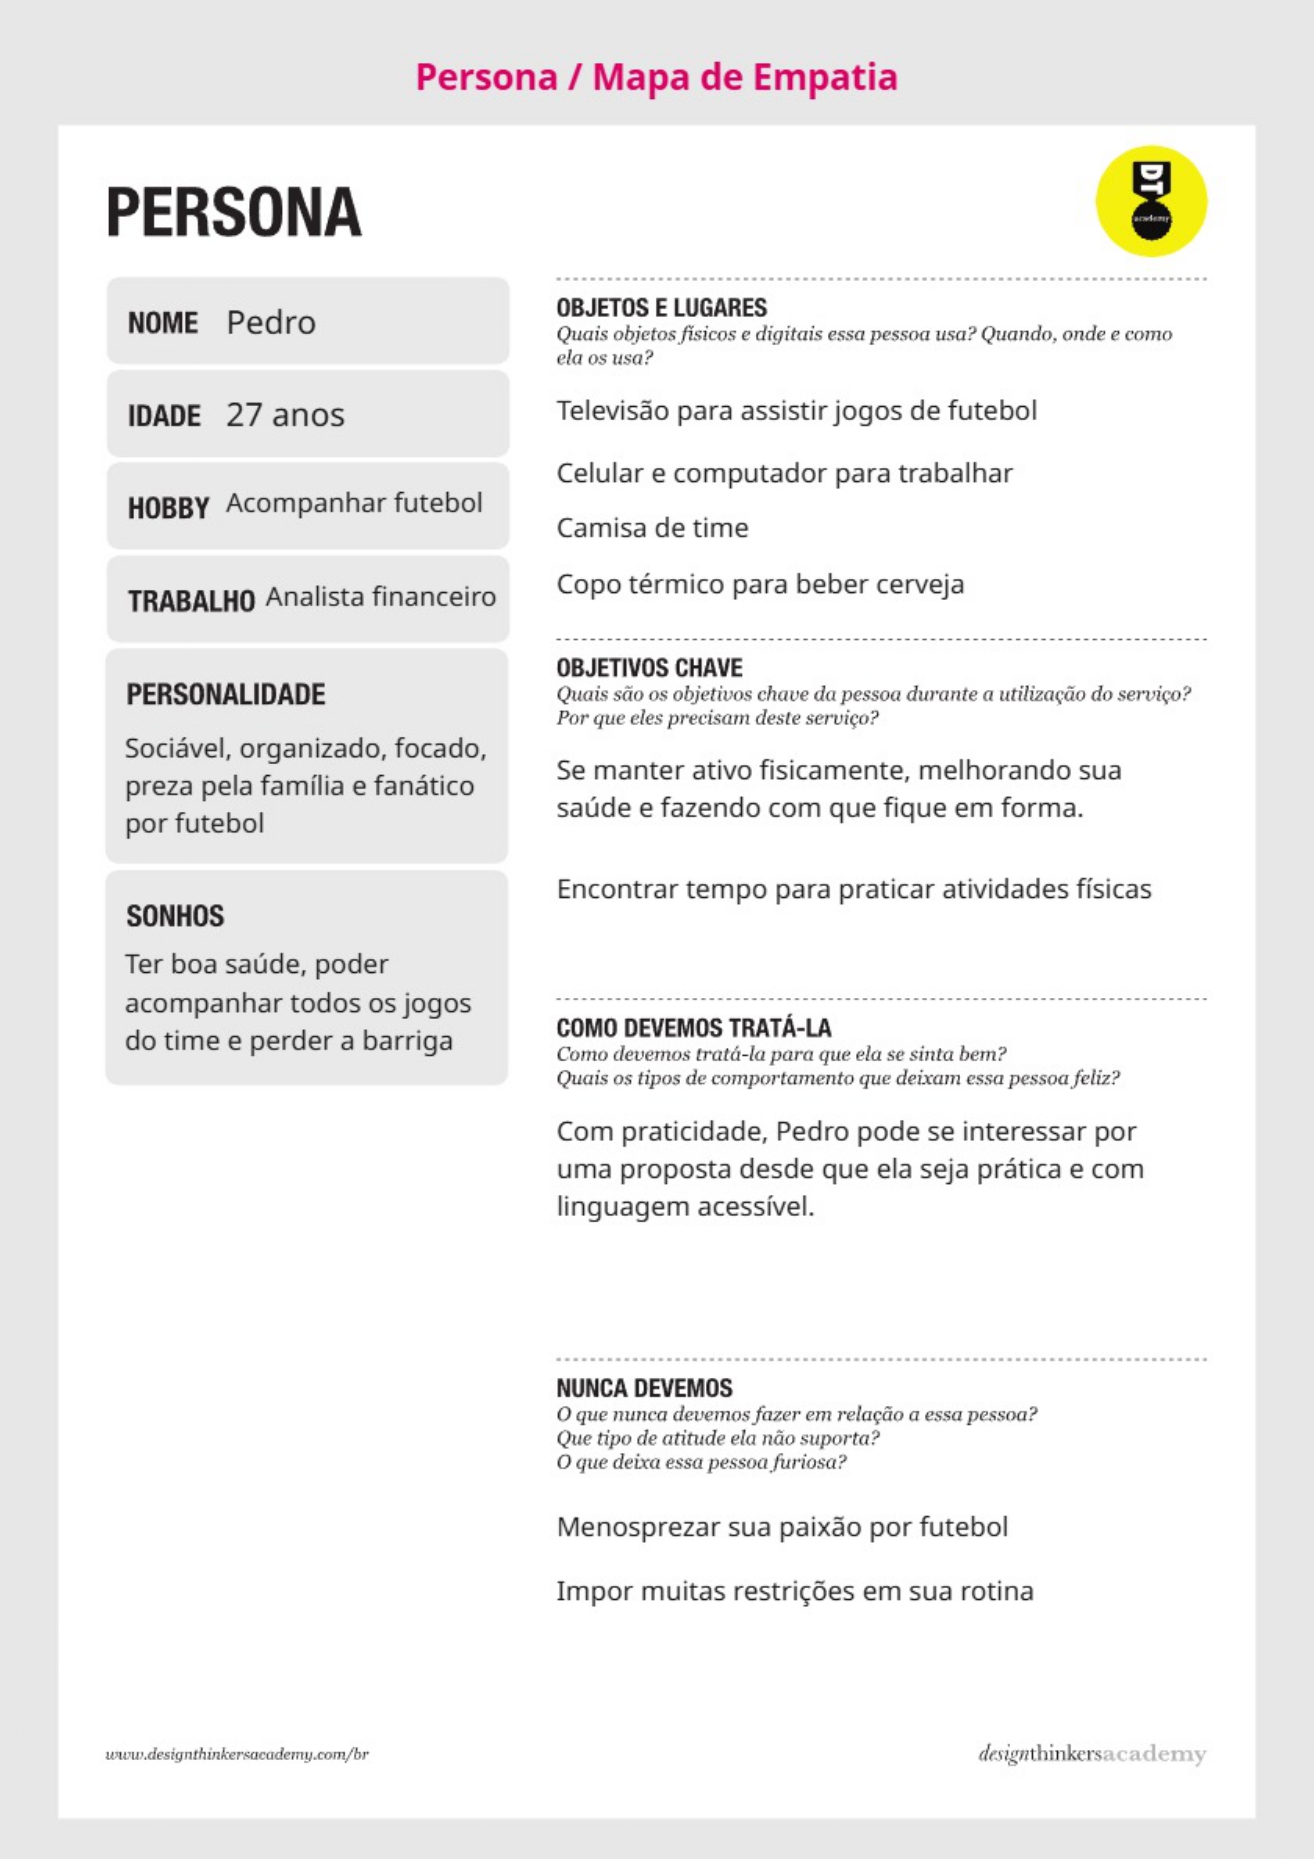 Persona / Mapa de Empatia
PERSONA
DT
academy
NOME Pedro
IDADE 27 anos
HOBBY Acompanhar futebol
TRABALHO Analista financeiro
PERSONALIDADE
Sociável, organizado, focado,
preza pela família e fanático
por futebol
SONHOS
Ter boa saúde, poder
acompanhar todos os jogos
do time e perder a barriga
OBJETOS E LUGARES
Quais objetos físicos e digitais essa pessoa usa? Quando, onde e como
ela os usa?
Televisão para assistir jogos de futebol
Celular e computador para trabalhar
Camisa de time
Copo térmico para beber cerveja
OBJETIVOS CHAVE
Quais são os objetivos chave da pessoa durante a utilização do serviço?
Por que eles precisam deste serviço?
Se manter ativo fisicamente, melhorando sua
saúde e fazendo com que fique em forma.
Encontrar tempo para praticar atividades físicas
COMO DEVEMOS TRATÁ-LA
Como devemos tratá-la para que ela se sinta bem?
Quais os tipos de comportamento que deixam essa pessoa feliz?
Com praticidade, Pedro pode se interessar por
uma proposta desde que ela seja prática e com
linguagem acessível.
NUNCA DEVEMOS
O que nunca devemos fazer em relação a essa pessoa?
Que tipo de atitude ela não suporta?
O que deixa essa pessoa furiosa?
Menosprezar sua paixão por futebol
Impor muitas restrições em sua rotina
www.designthinkersacademy.com/br
designthinkersacademy